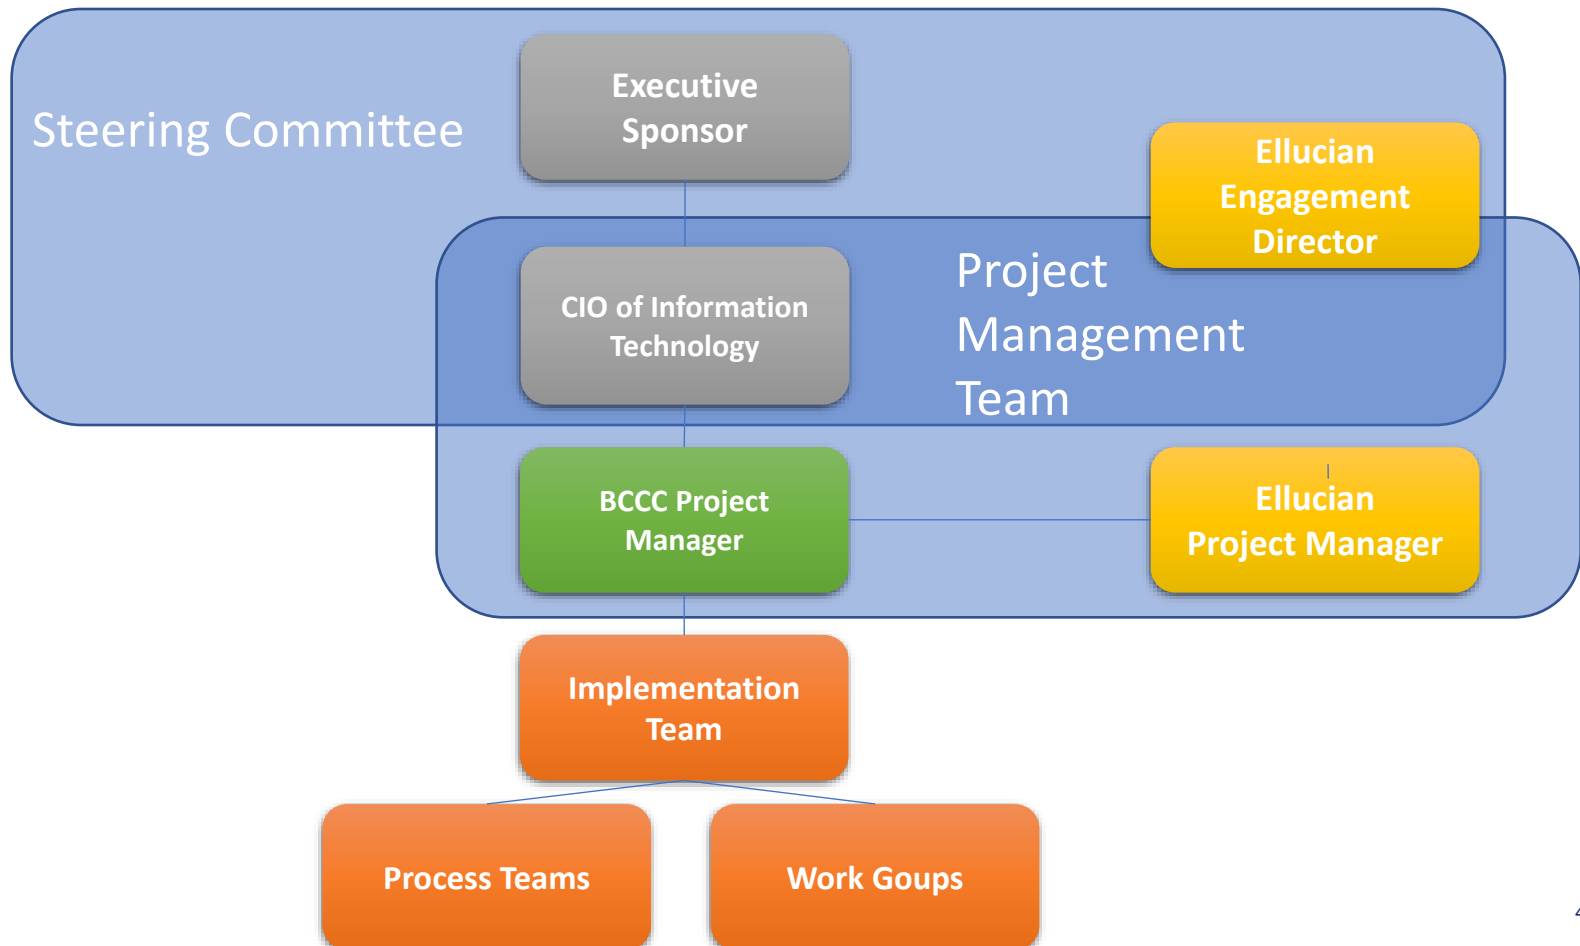 Steering Committee
Executive
Sponsor
Ellucian
Engagement
Director
CIO of Information
Technology
Project
Management
Team
BCCC Project
Manager
Ellucian
Project Manager
Implementation
Team
Process Teams
Work Goups
4